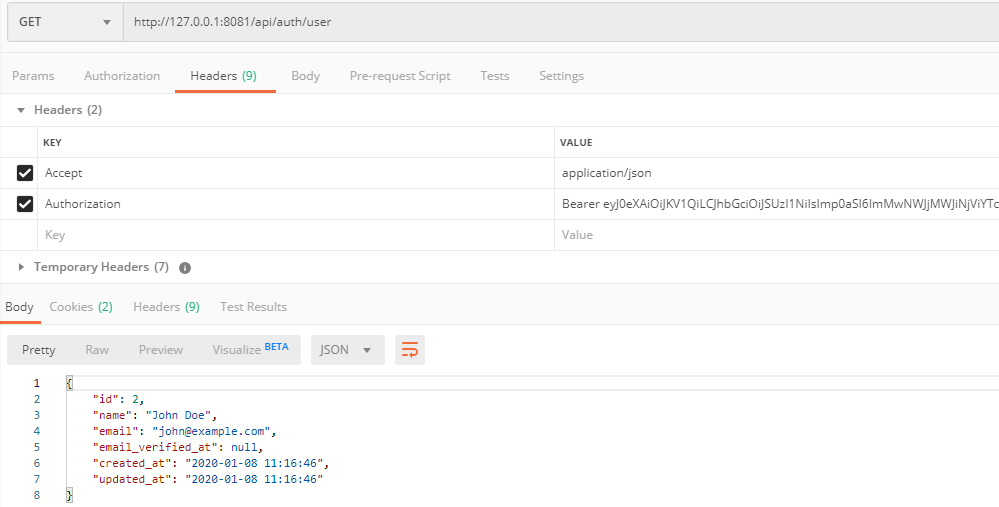 GET http://127.0.0.1:8081/api/auth/user
Params Authorization Headers (9) Body Pre-request Script Tests Settings
Headers (2)
KEY VALUE
Accept application/json
Authorization Bearer eyJ0eXAiOiJKV1QiLCJhbGciOiJSUzI1NiIsImp0aSI6ImMwNWJjMWJiNjViYTc
Key Value
Temporary Headers (7)
Body Cookies (2) Headers (9) Test Results
Pretty Raw Preview Visualize BETA JSON
1 {
2 "id": 2,
3 "name": "John Doe",
4 "email": "john@example.com",
5 "email_verified_at": null,
6 "created_at": "2020-01-08 11:16:46",
7 "updated_at": "2020-01-08 11:16:46"
8 }